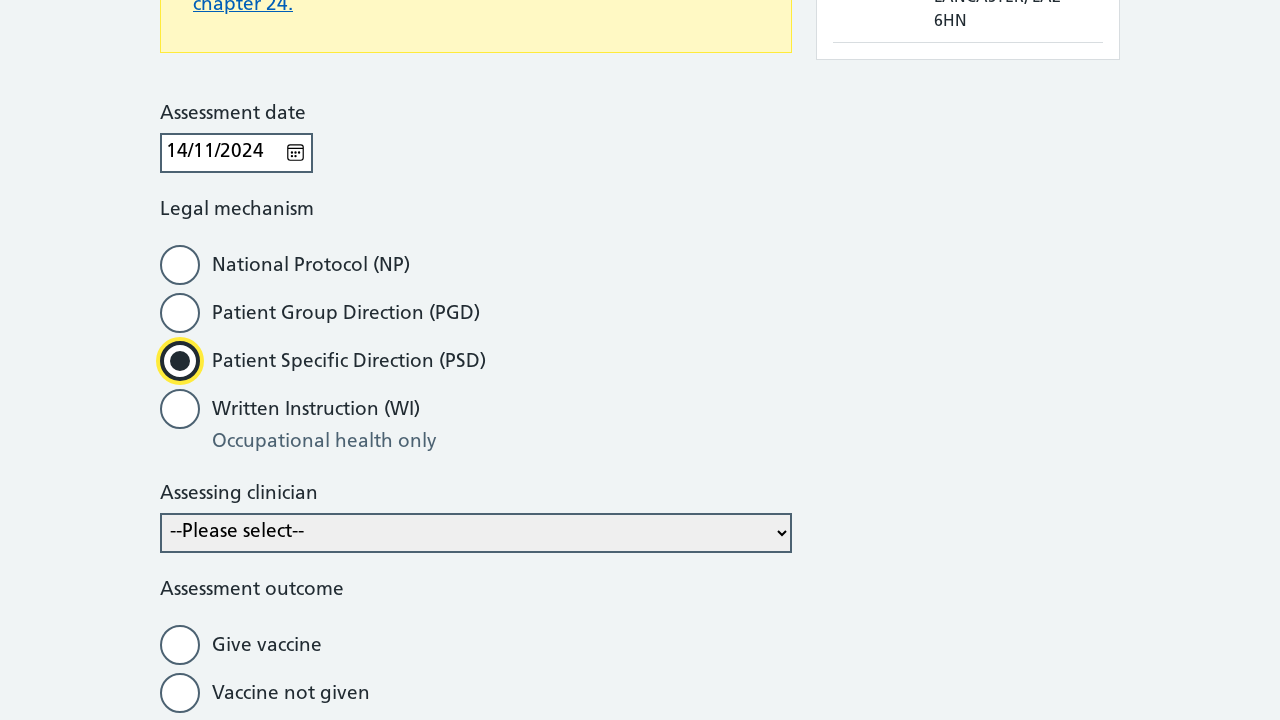 chapter 24.
6HN
Assessment date
14/11/2024
Legal mechanism
National Protocol (NP)
Patient Group Direction (PGD)
Patient Specific Direction (PSD)
Written Instruction (WI)
Occupational health only
Assessing clinician
--Please select--
Assessment outcome
Give vaccine
Vaccine not given